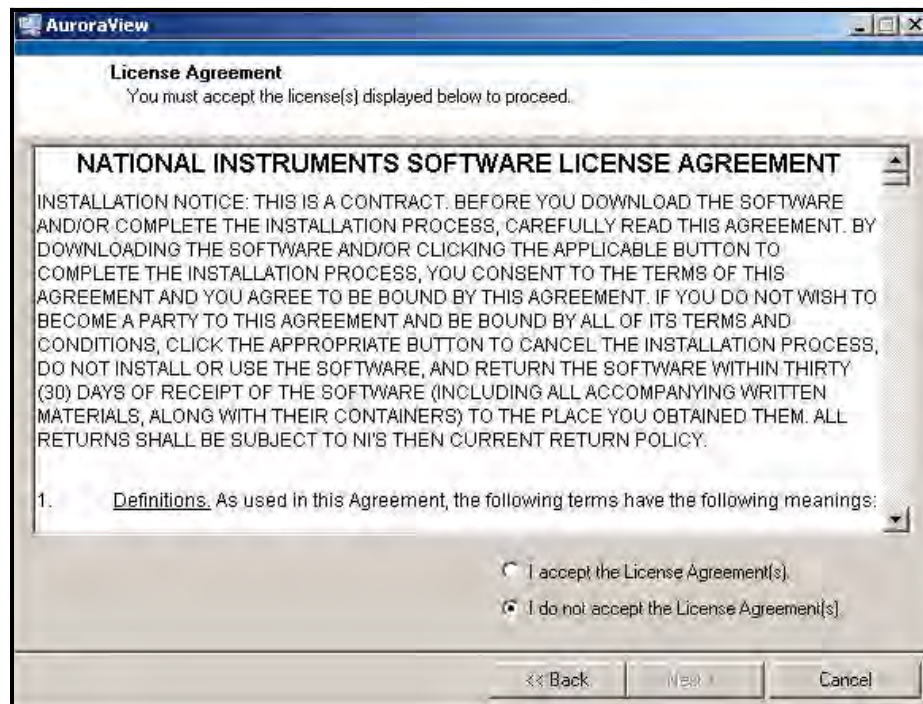 AuroraView
License Agreement
You must accept the license(s) displayed below to proceed.
NATIONAL INSTRUMENTS SOFTWARE LICENSE AGREEMENT
INSTALLATION NOTICE: THIS IS A CONTRACT. BEFORE YOU DOWNLOAD THE SOFTWARE
AND/OR COMPLETE THE INSTALLATION PROCESS, CAREFULLY READ THIS AGREEMENT. BY
DOWNLOADING THE SOFTWARE AND/OR CLICKING THE APPLICABLE BUTTON TO
COMPLETE THE INSTALLATION PROCESS, YOU CONSENT TO THE TERMS OF THIS
AGREEMENT AND YOU AGREE TO BE BOUND BY THIS AGREEMENT. IF YOU DO NOT WISH TO
BECOME A PARTY TO THIS AGREEMENT AND BE BOUND BY ALL OF ITS TERMS AND
CONDITIONS, CLICK THE APPROPRIATE BUTTON TO CANCEL THE INSTALLATION PROCESS,
DO NOT INSTALL OR USE THE SOFTWARE, AND RETURN THE SOFTWARE WITHIN THIRTY
(30) DAYS OF RECEIPT OF THE SOFTWARE (INCLUDING ALL ACCOMPANYING WRITTEN
MATERIALS, ALONG WITH THEIR CONTAINERS) TO THE PLACE YOU OBTAINED THEM. ALL
RETURNS SHALL BE SUBJECT TO NI'S THEN CURRENT RETURN POLICY.
1. Definitions. As used in this Agreement, the following terms have the following meanings:
I accept the License Agreement(s).
I do not accept the License Agreement(s).
<< Back Next > Cancel